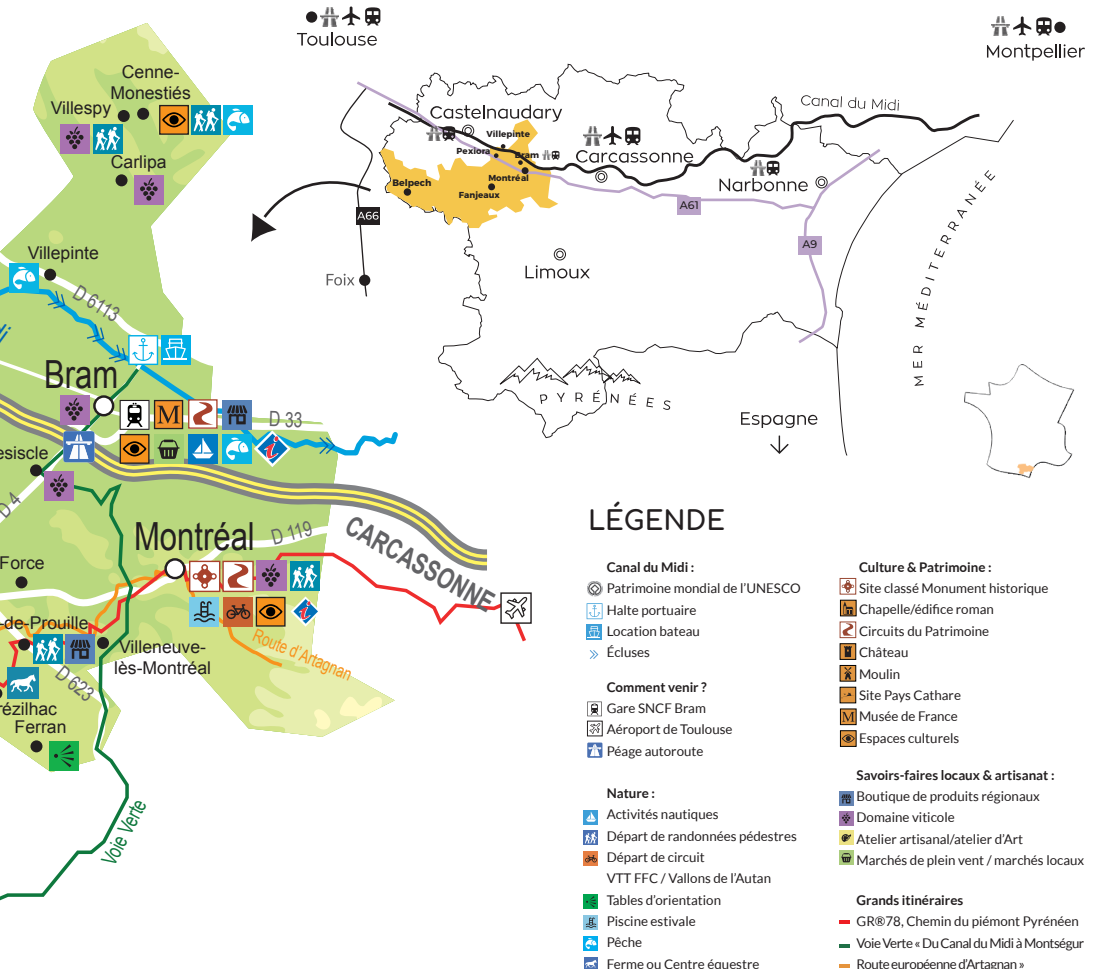 Toulouse
Montpellier
Cenne-
Monestiés
Villespy
Carlipa
Villepinte
D 6113
Bram
D 33
D 4
Montréal
D 119
CARCASSONNE
Force
-de-Prouille
Villeneuve-
lès-Montréal
Route d'Artagnan
D 623
Ferran
Voie Verte
M
i
i
Castelnaudary
Canal du Midi
Villepinte
Pexiora
Bram
Carcassonne
Montréal
Belpech
Fanjeaux
Narbonne
A66
A61
A9
Limoux
Foix
MER MÉDITERRANÉE
PYRÉNÉES
Espagne
LÉGENDE
Canal du Midi :
Patrimoine mondial de l'UNESCO
Halte portuaire
Location bateau
Écluses
Comment venir ?
Gare SNCF Bram
Aéroport de Toulouse
Péage autoroute
Nature :
Activités nautiques
Départ de randonnées pédestres
Départ de circuit
VTT FFC / Vallons de l'Autan
Tables d'orientation
Piscine estivale
Pêche
Ferme ou Centre équestre
Culture & Patrimoine :
Site classé Monument historique
Chapelle/édifice roman
Circuits du Patrimoine
Château
Moulin
Site Pays Cathare
M Musée de France
Espaces culturels
Savoirs-faires locaux & artisanat :
Boutique de produits régionaux
Domaine viticole
Atelier artisanal/atelier d'Art
Marchés de plein vent / marchés locaux
Grands itinéraires
GR®78, Chemin du piémont Pyrénéen
Voie Verte « Du Canal du Midi à Montségur
Route européenne d'Artagnan »